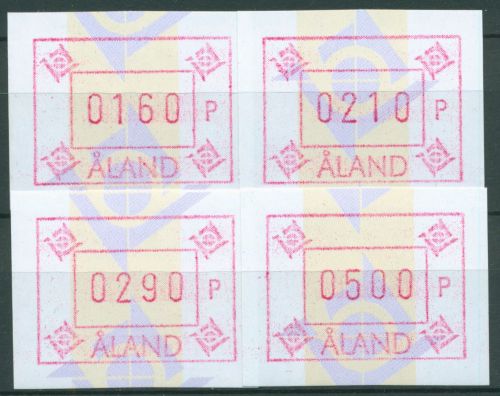 0160 P
ÅLAND
0210 P
ÅLAND
0290 P
ÅLAND
0500 P
ÅLAND